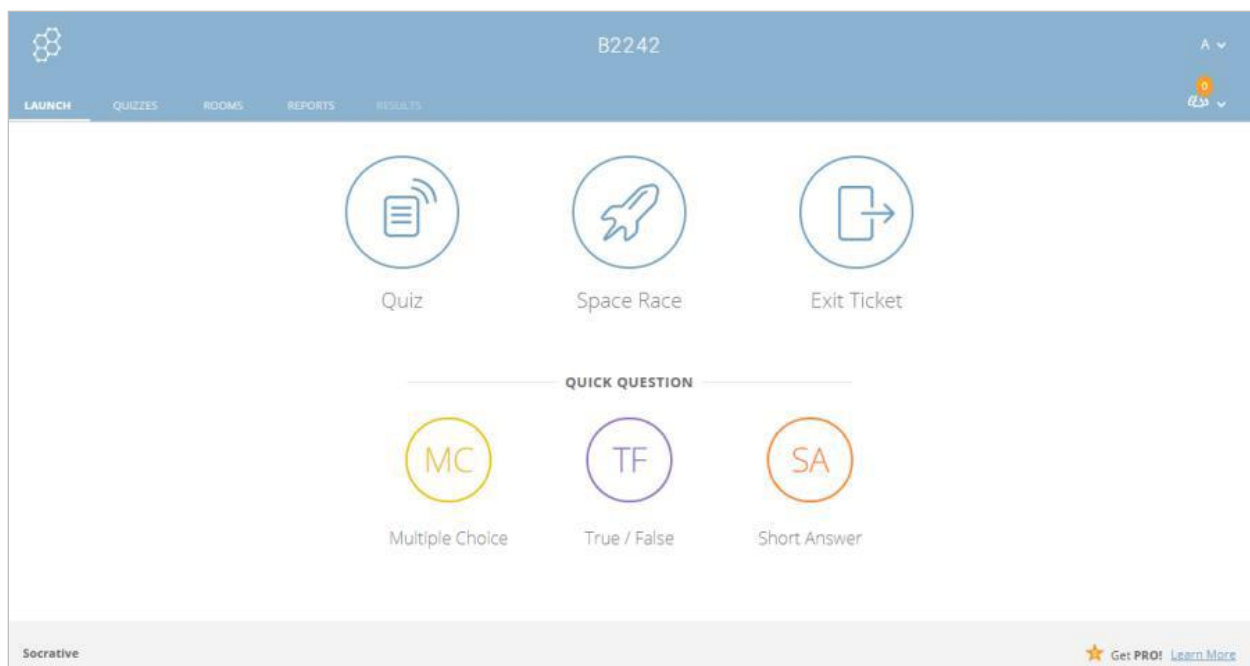 B2242
A
LAUNCH QUIZZES ROOMS REPORTS RESULTS
0
Quiz Space Race Exit Ticket
QUICK QUESTION
MC TF SA
Multiple Choice True / False Short Answer
Socrative Get PRO! Learn More